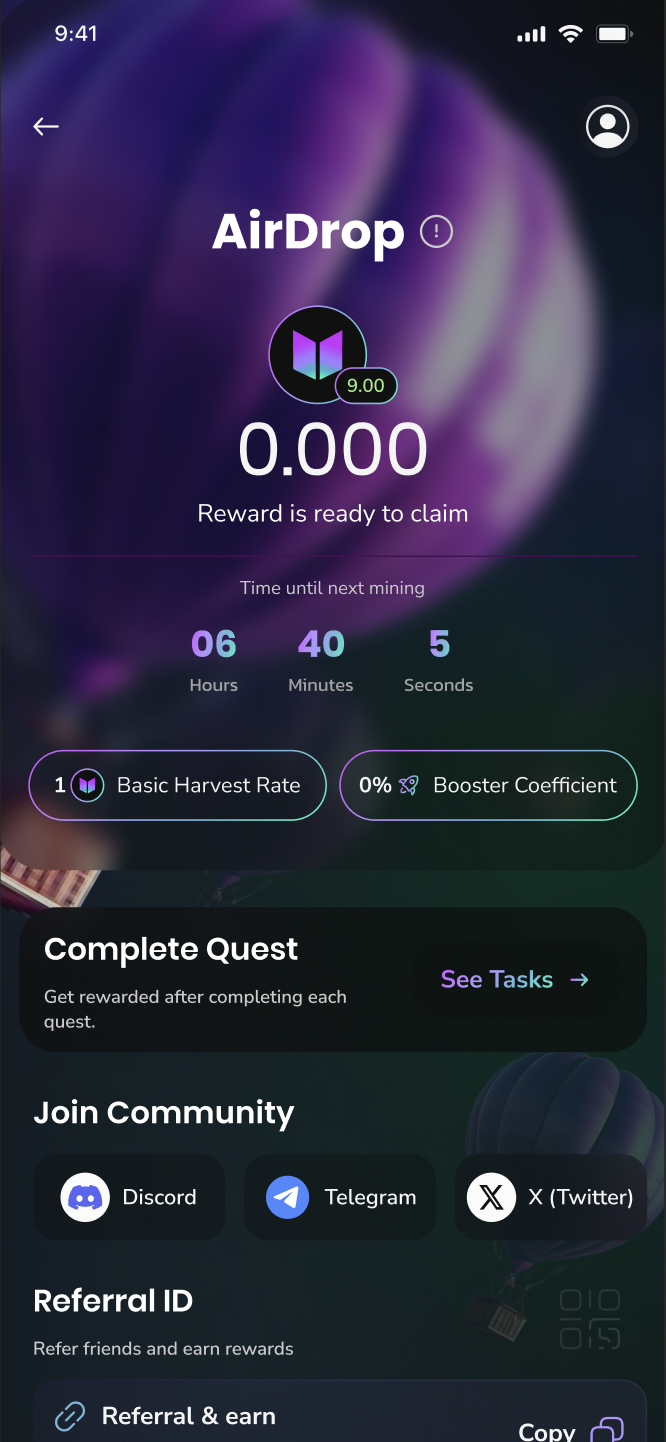 9:41
AirDrop
9.00
0.000
Reward is ready to claim
Time until next mining
06 40 5
Hours Minutes Seconds
1 Basic Harvest Rate
0% Booster Coefficient
Complete Quest
Get rewarded after completing each
quest.
See Tasks
Join Community
Discord
Telegram
X (Twitter)
Referral ID
Refer friends and earn rewards
Referral & earn
Copy